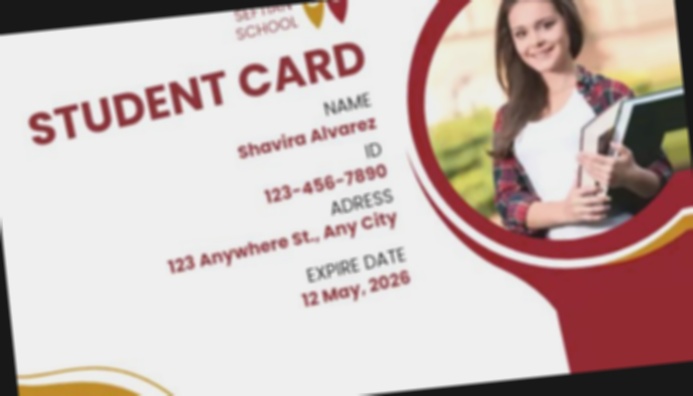 SCHOOL
STUDENT CARD
NAME
Shavira Alvarez
ID
123-456-7890
ADRESS
123 Anywhere St., Any City
EXPIRE DATE
12 May, 2026